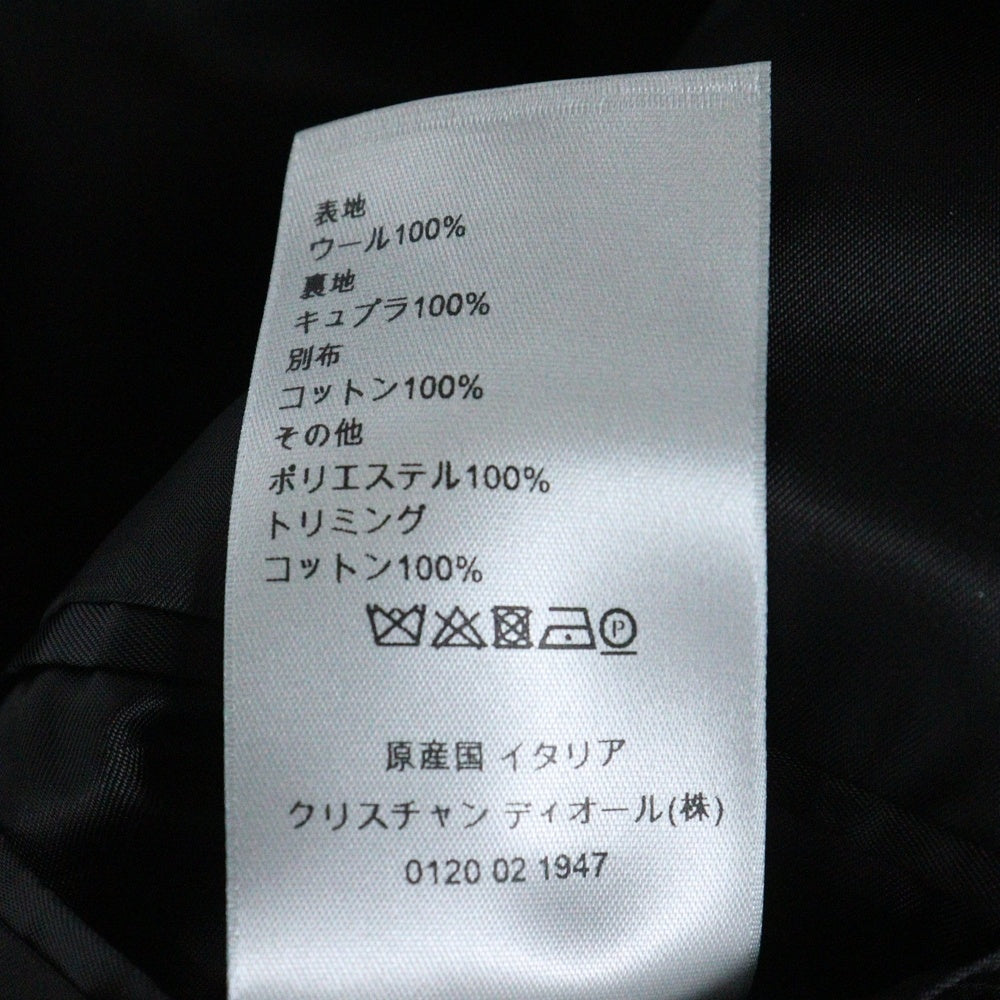 表地
ウール100%
裏地
キュプラ100%
別布
コットン100%
その他
ポリエステル100%
トリミング
コットン100%
P
原産国 イタリア
クリスチャン ディオール(株)
0120 02 1947